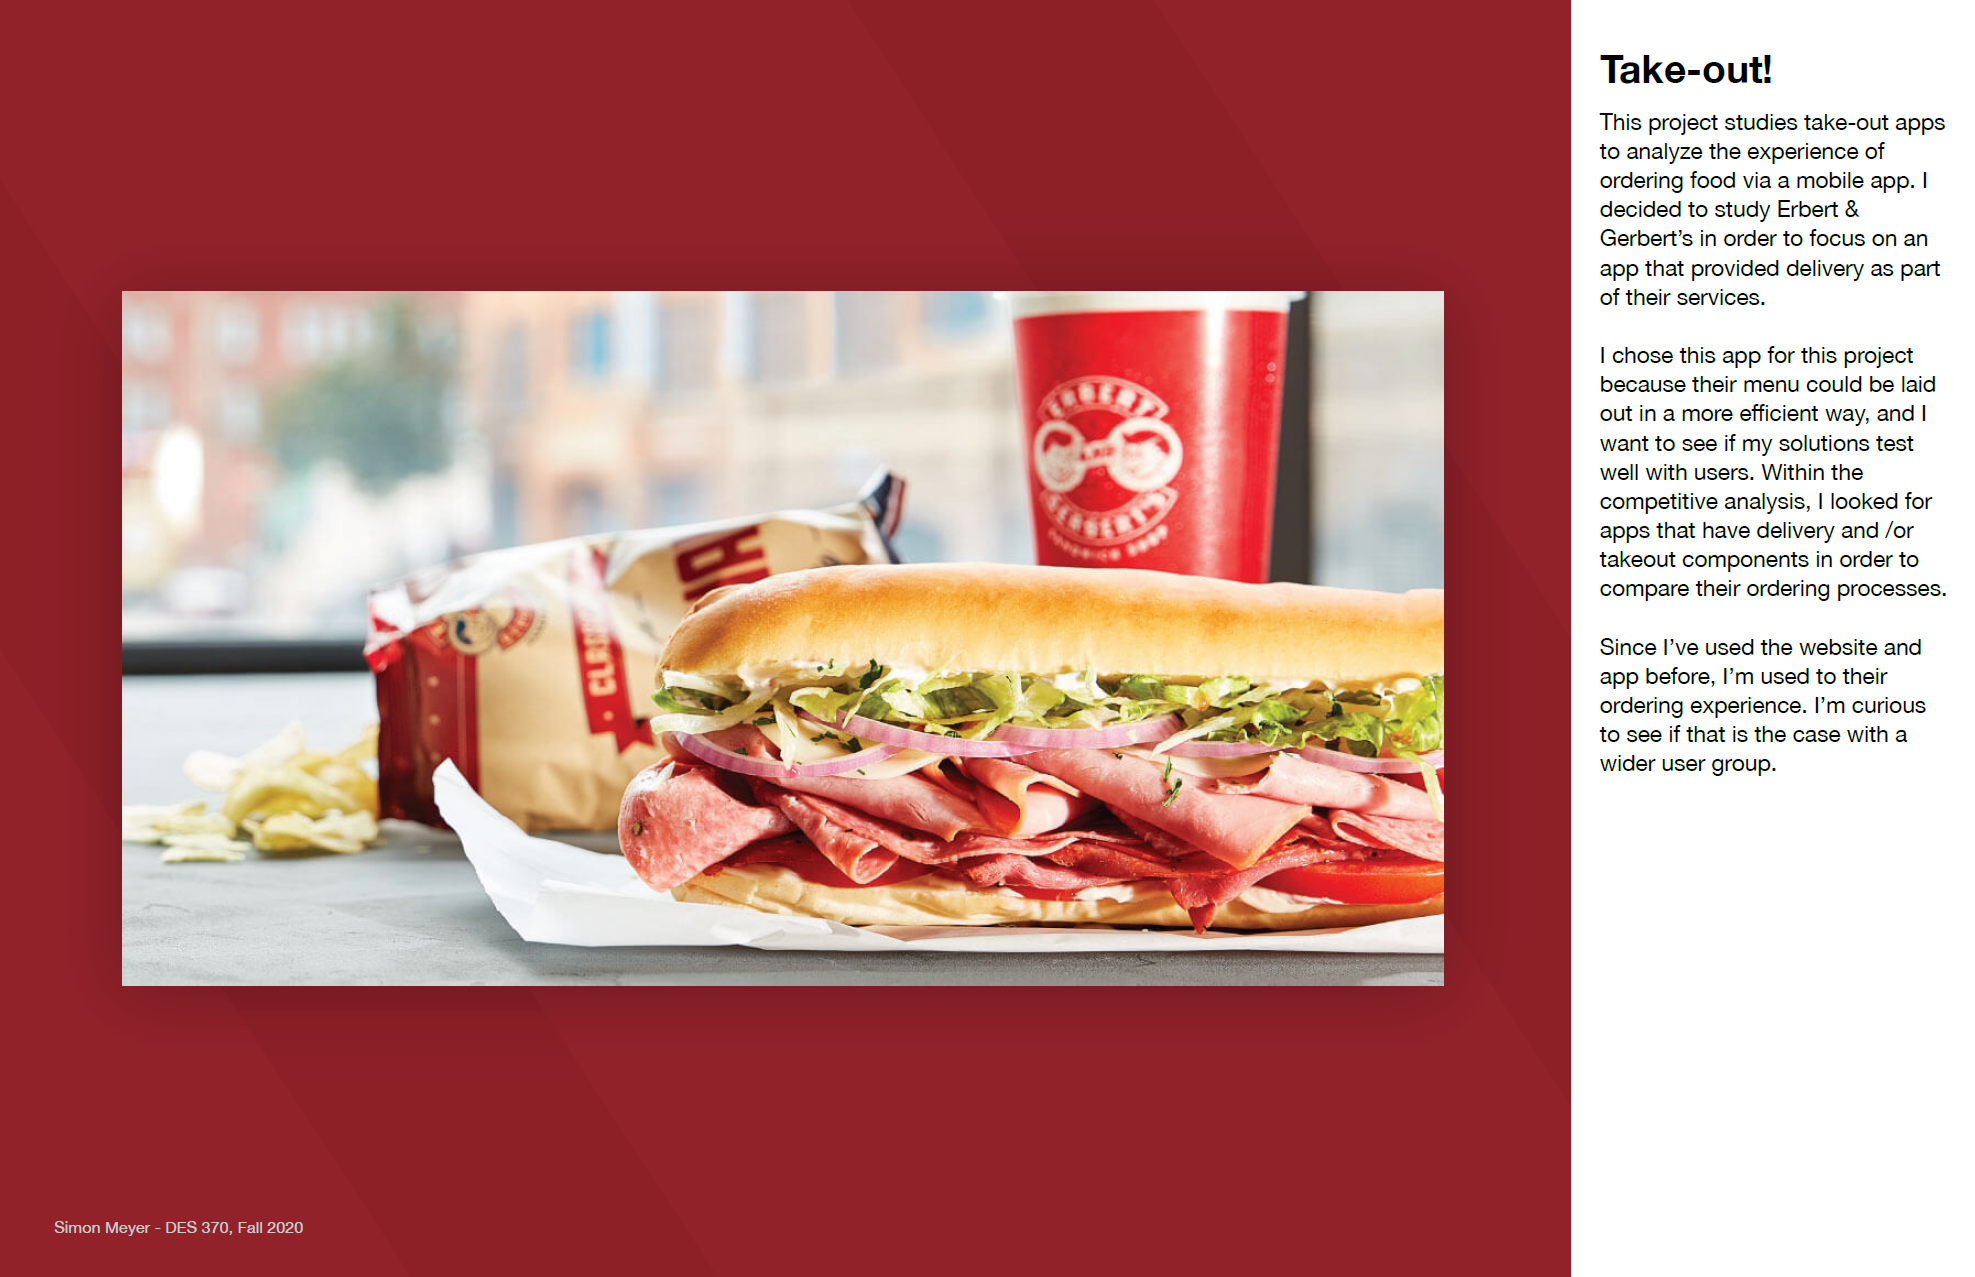 Take-out!
This project studies take-out apps
to analyze the experience of
ordering food via a mobile app. I
decided to study Erbert &
Gerbert’s in order to focus on an
app that provided delivery as part
of their services.
I chose this app for this project
because their menu could be laid
out in a more efficient way, and I
want to see if my solutions test
well with users. Within the
competitive analysis, I looked for
apps that have delivery and /or
takeout components in order to
compare their ordering processes.
Since I’ve used the website and
app before, I’m used to their
ordering experience. I’m curious
to see if that is the case with a
wider user group.
ERBERT
AND
GERBERT'S
SANDWICH SHOP
Simon Meyer - DES 370, Fall 2020